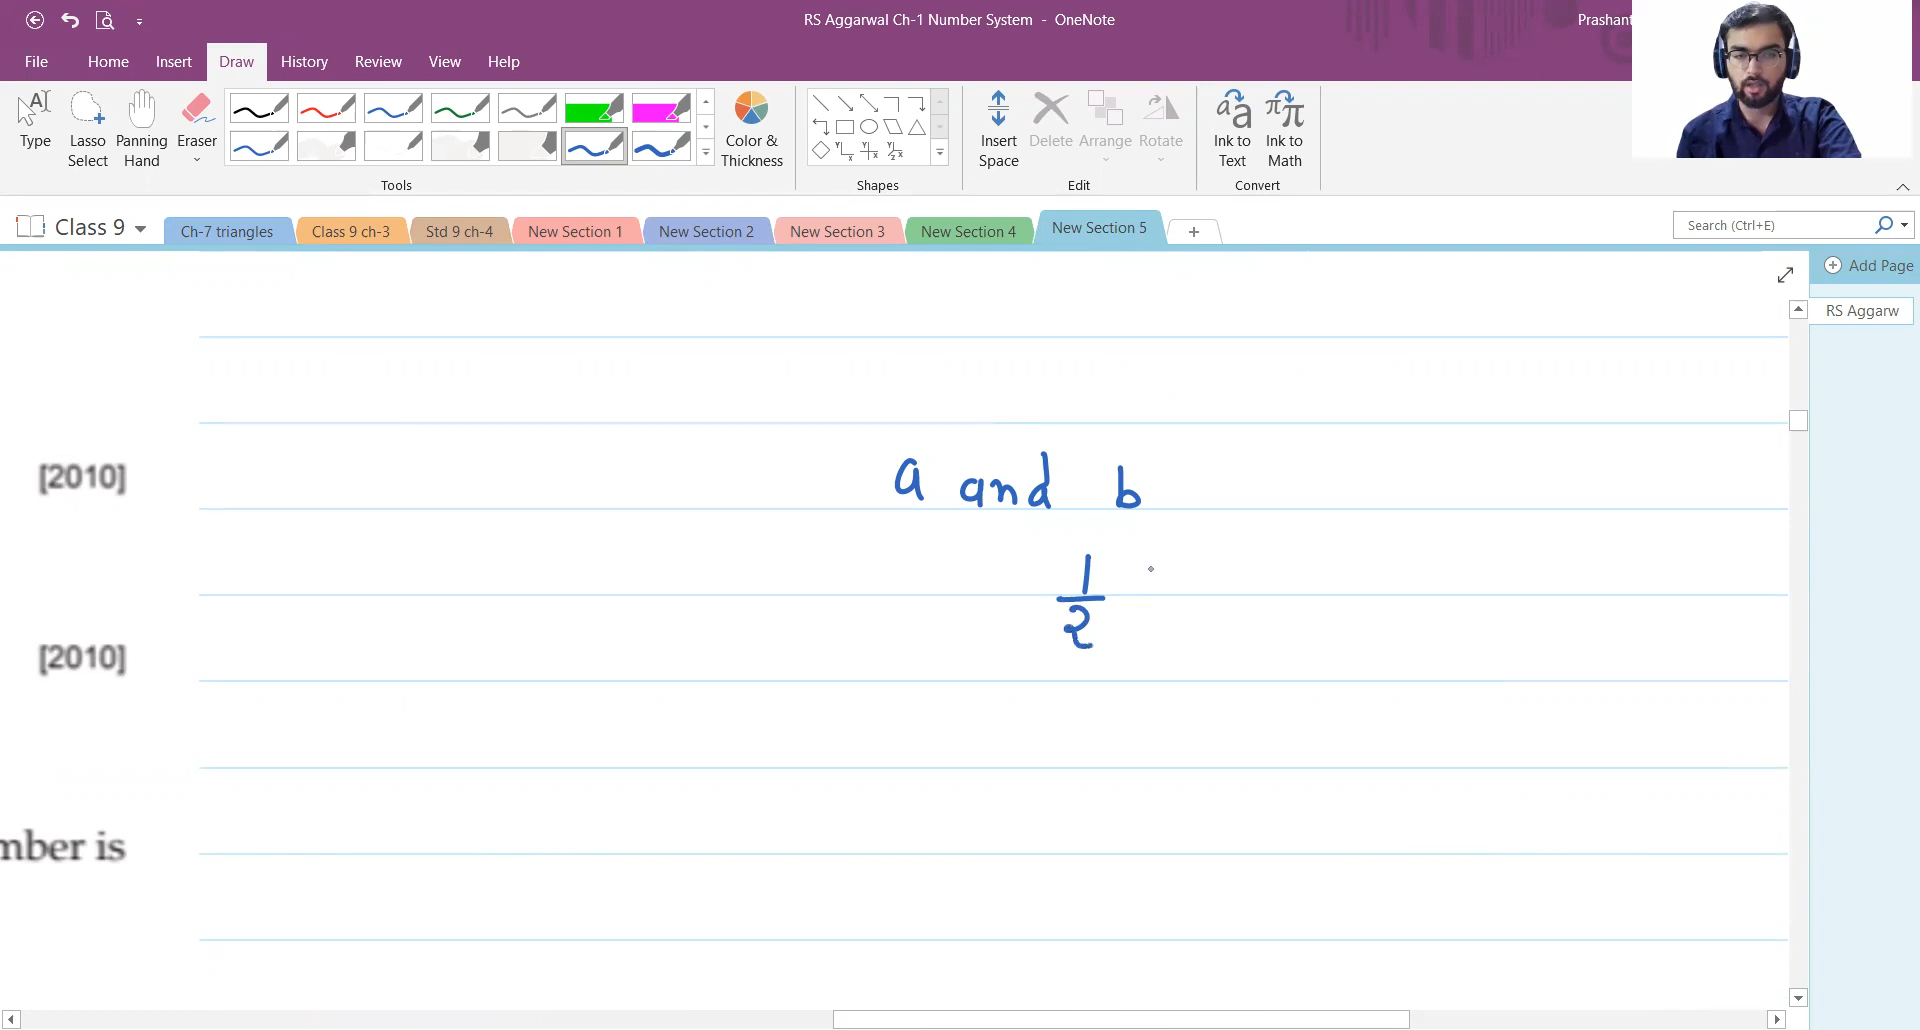 RS Aggarwal Ch-1 Number System - OneNote
Prashant
File Home Insert Draw History Review View Help
Type
Lasso Select
Panning Hand
Eraser
Color & Thickness
Insert Space
Delete
Arrange
Rotate
Ink to Text
Ink to Math
Tools
Shapes
Edit
Convert
Class 9
Ch-7 triangles
Class 9 ch-3
Std 9 ch-4
New Section 1
New Section 2
New Section 3
New Section 4
New Section 5
Search (Ctrl+E)
Add Page
RS Aggarw
[2010]
a and b
1
2
[2010]
mber is